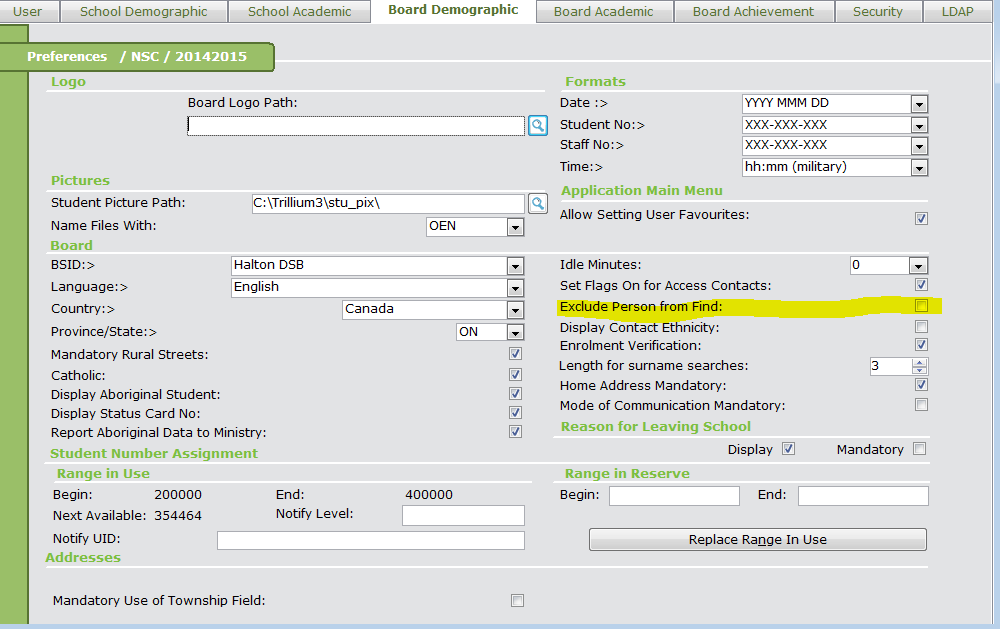 User School Demographic School Academic Board Demographic Board Academic Board Achievement Security LDAP
Preferences / NSC / 20142015
Logo
Board Logo Path:
Formats
Date :> YYYY MMM DD
Student No:> XXX-XXX-XXX
Staff No:> XXX-XXX-XXX
Time:> hh:mm (military)
Pictures
Student Picture Path: C:\Trillium3\stu_pix\
Name Files With: OEN
Application Main Menu
Allow Setting User Favourites:
Board
BSID:> Halton DSB
Language:> English
Country:> Canada
Province/State:> ON
Mandatory Rural Streets:
Catholic:
Display Aboriginal Student:
Display Status Card No:
Report Aboriginal Data to Ministry:
Idle Minutes: 0
Set Flags On for Access Contacts:
Exclude Person from Find:
Display Contact Ethnicity:
Enrolment Verification:
Length for surname searches: 3
Home Address Mandatory:
Mode of Communication Mandatory:
Reason for Leaving School
Display Mandatory
Student Number Assignment
Range in Use
Begin: 200000 End: 400000
Next Available: 354464 Notify Level:
Notify UID:
Range in Reserve
Begin: End:
Replace Range In Use
Addresses
Mandatory Use of Township Field: